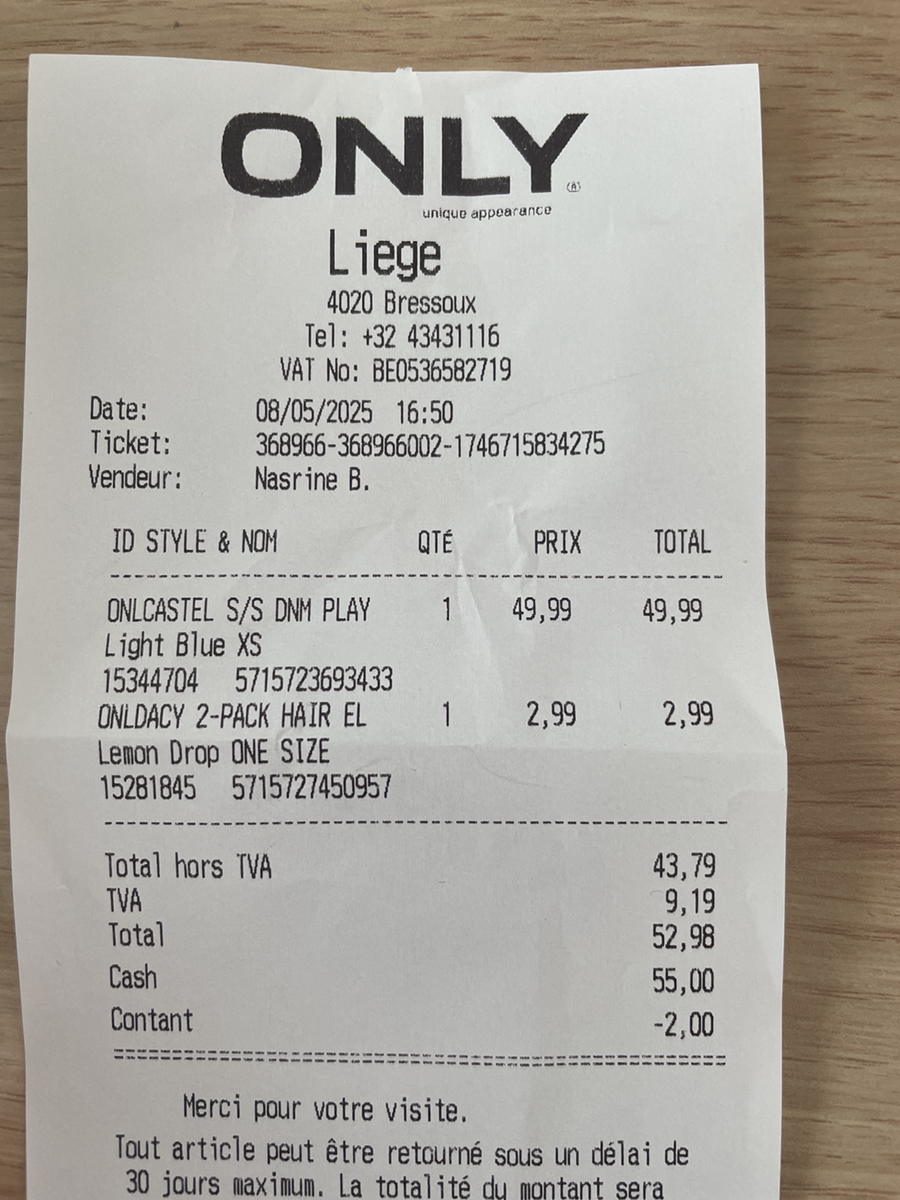 ONLY
unique appearance
Liege
4020 Bressoux
Tel: +32 43431116
VAT No: BE0536582719
Date: 08/05/2025 16:50
Ticket: 368966-368966002-1746715834275
Vendeur: Nasrine B.
ID STYLE & NOM QTÉ PRIX TOTAL
ONLCASTEL S/S DNM PLAY 1 49,99 49,99
Light Blue XS
15344704 5715723693433
ONLDACY 2-PACK HAIR EL 1 2,99 2,99
Lemon Drop ONE SIZE
15281845 5715727450957
Total hors TVA 43,79
TVA 9,19
Total 52,98
Cash 55,00
Contant -2,00
Merci pour votre visite.
Tout article peut être retourné sous un délai de
30 jours maximum. La totalité du montant sera